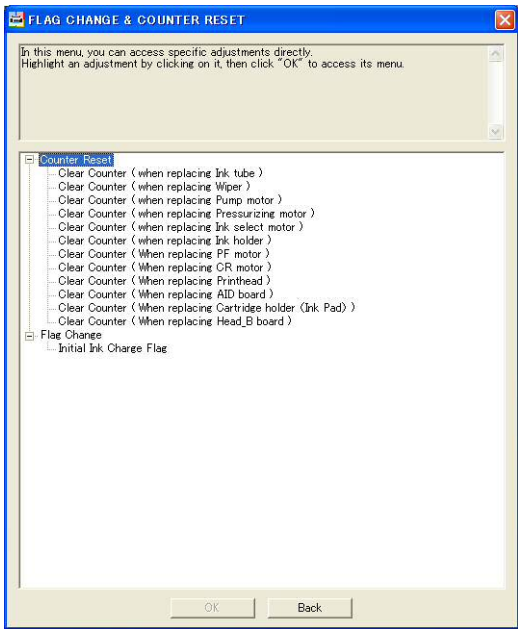 FLAG CHANGE & COUNTER RESET
In this menu, you can access specific adjustments directly.
Highlight an adjustment by clicking on it, then click "OK" to access its menu.
Counter Reset
Clear Counter ( when replacing Ink tube )
Clear Counter ( when replacing Wiper )
Clear Counter ( when replacing Pump motor )
Clear Counter ( when replacing Pressurizing motor )
Clear Counter ( when replacing Ink select motor )
Clear Counter ( when replacing Ink holder )
Clear Counter ( When replacing PF motor )
Clear Counter ( When replacing CR motor )
Clear Counter ( When replacing Printhead )
Clear Counter ( When replacing AID board )
Clear Counter ( When replacing Cartridge holder (Ink Pad) )
Clear Counter ( When replacing Head_B board )
Flag Change
Initial Ink Charge Flag
OK
Back